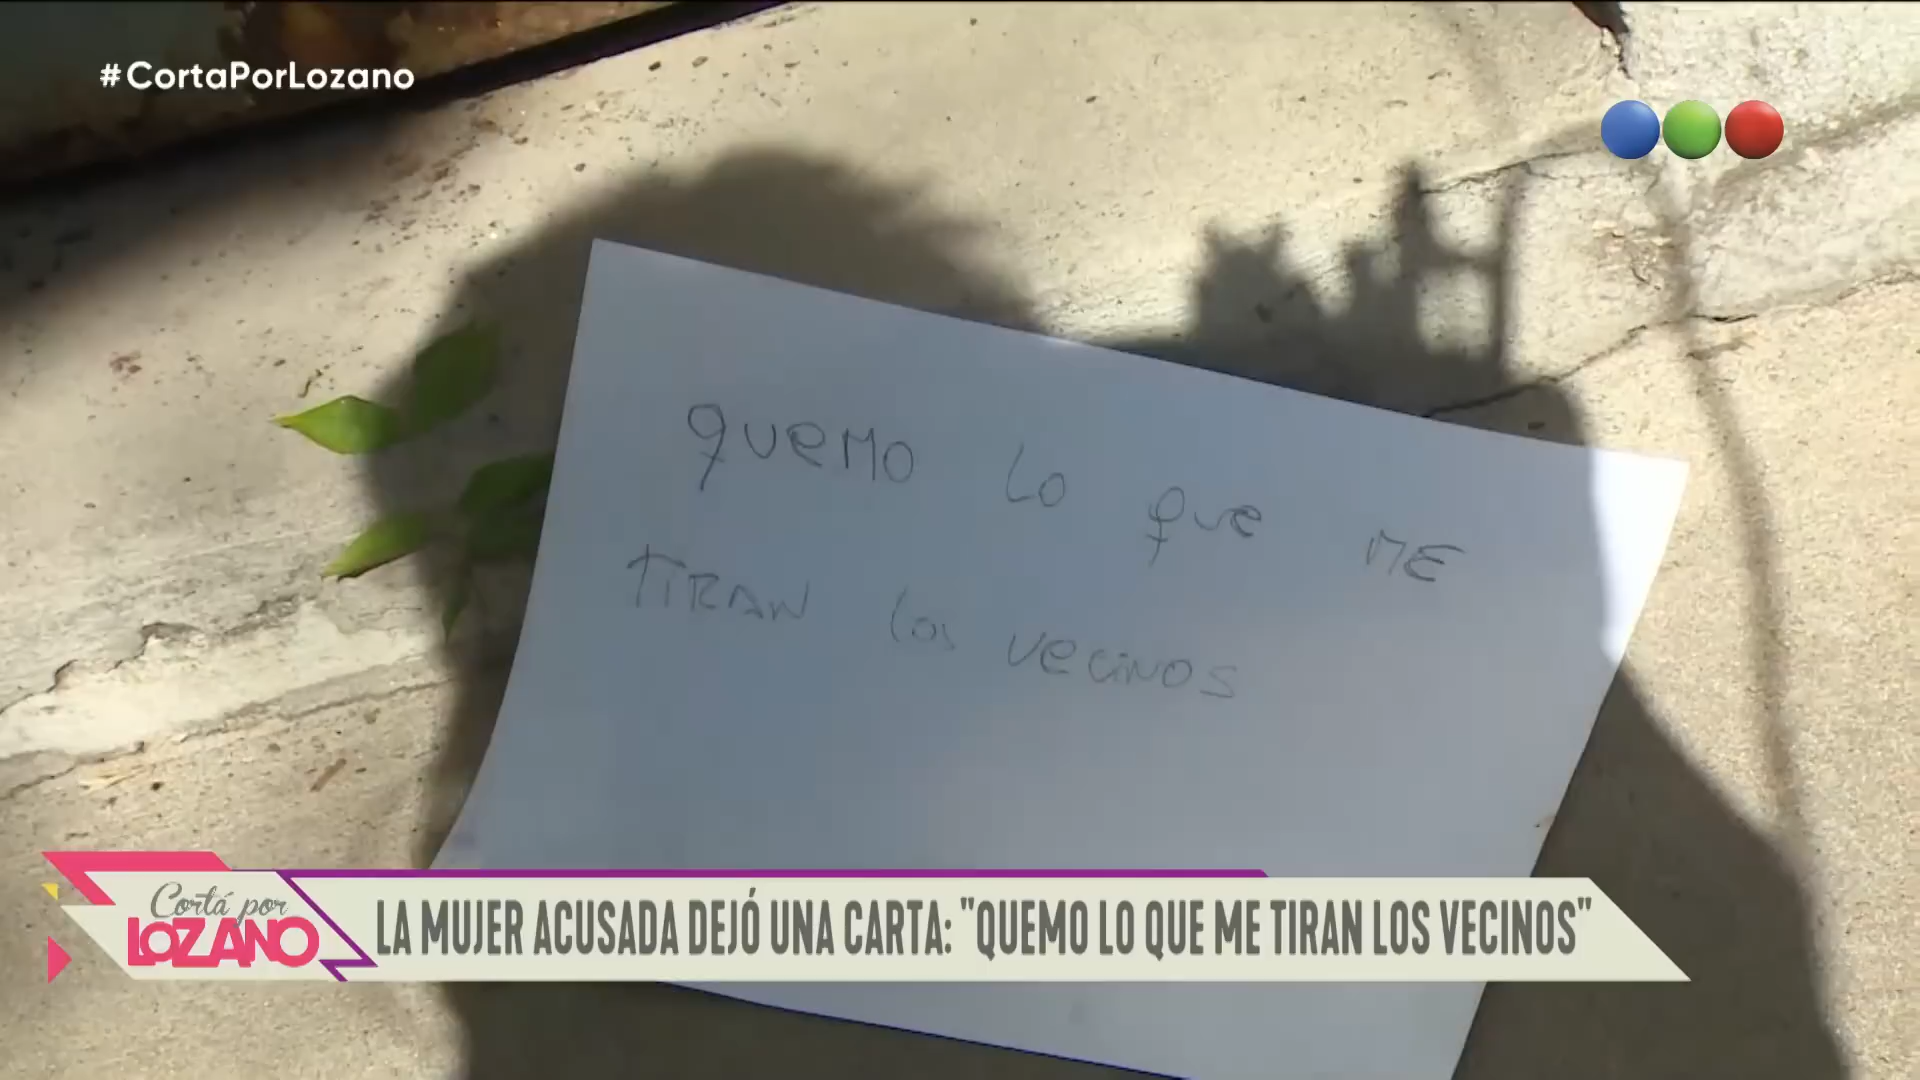 #CortaPorLozano
quemo lo que me
TIRAN los vecinos
Cortá por
LOZANO
LA MUJER ACUSADA DEJÓ UNA CARTA: "QUEMO LO QUE ME TIRAN LOS VECINOS"